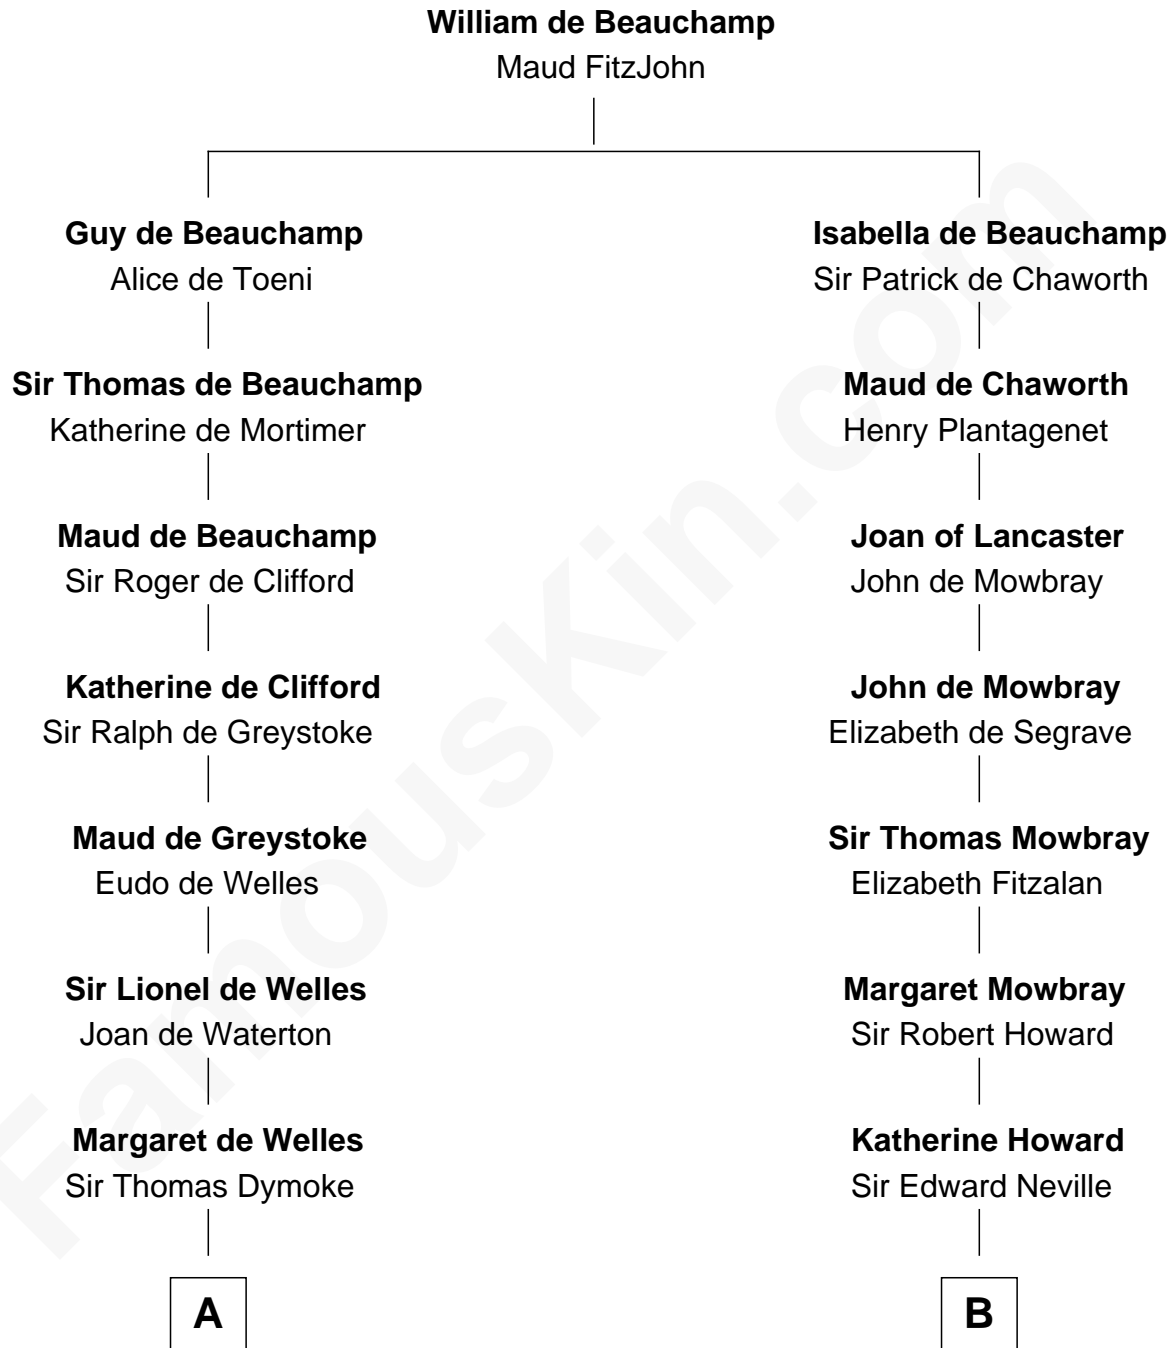 William de Beauchamp
Maud FitzJohn
Guy de Beauchamp
Alice de Toeni
Isabella de Beauchamp
Sir Patrick de Chaworth
Sir Thomas de Beauchamp
Katherine de Mortimer
Maud de Chaworth
Henry Plantagenet
Maud de Beauchamp
Sir Roger de Clifford
Joan of Lancaster
John de Mowbray
Katherine de Clifford
Sir Ralph de Greystoke
John de Mowbray
Elizabeth de Segrave
Maud de Greystoke
Eudo de Welles
Sir Thomas Mowbray
Elizabeth Fitzalan
Sir Lionel de Welles
Joan de Waterton
Margaret Mowbray
Sir Robert Howard
Margaret de Welles
Sir Thomas Dymoke
Katherine Howard
Sir Edward Neville
A
B
FamousKin.com